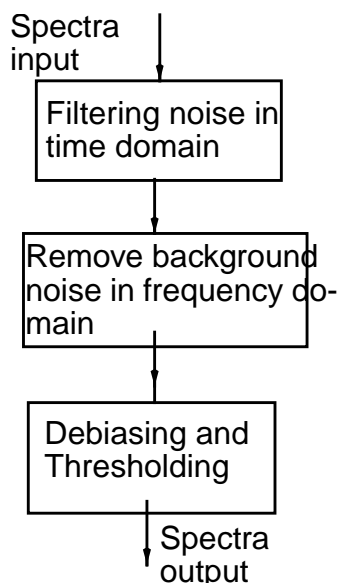 Spectra
input
Filtering noise in
time domain
Remove background
noise in frequency do-
main
Debiasing and
Thresholding
Spectra
output